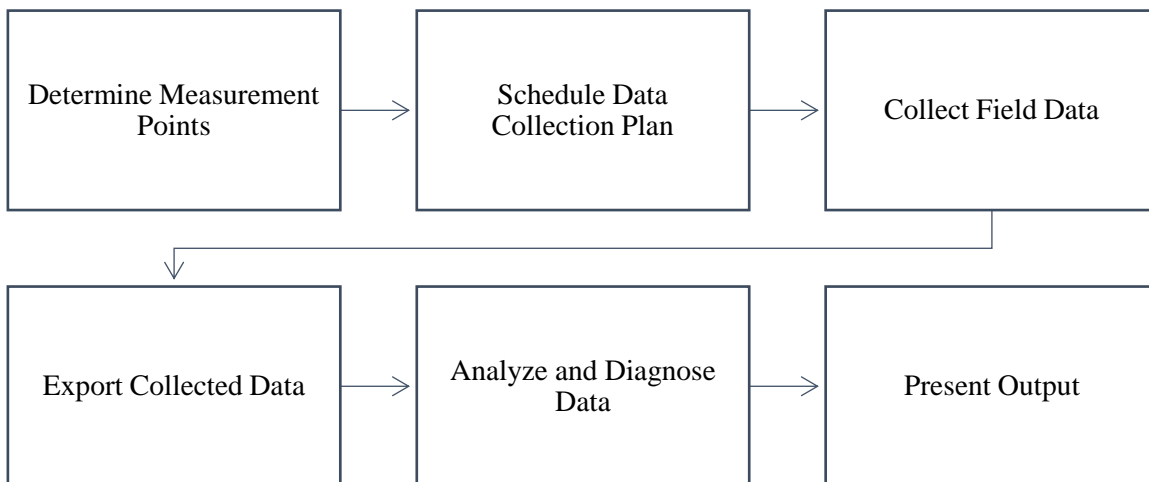 Determine Measurement
Points
Schedule Data
Collection Plan
Collect Field Data
Export Collected Data
Analyze and Diagnose
Data
Present Output